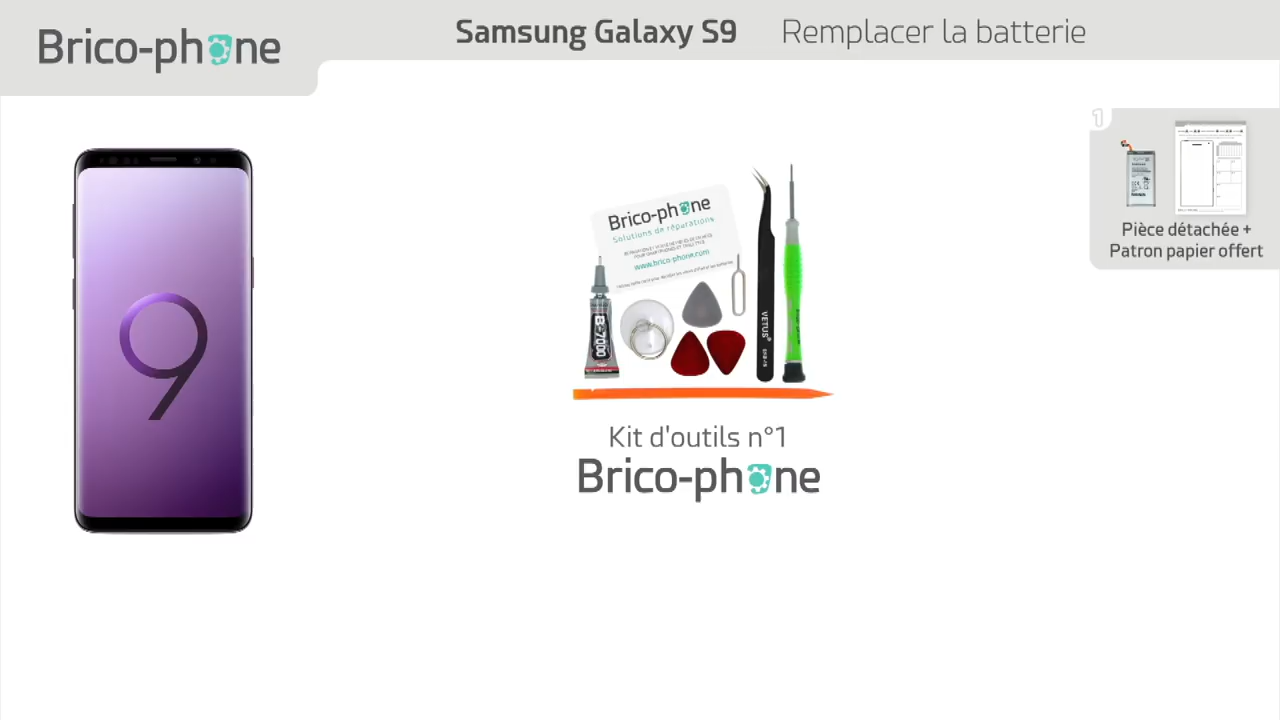 Brico-phone
Samsung Galaxy S9 Remplacer la batterie
1
Pièce détachée +
Patron papier offert
Brico-phone
Solutions de réparations
www.brico-phone.com
B-7000
VETUS
9
Kit d'outils n°1
Brico-phone